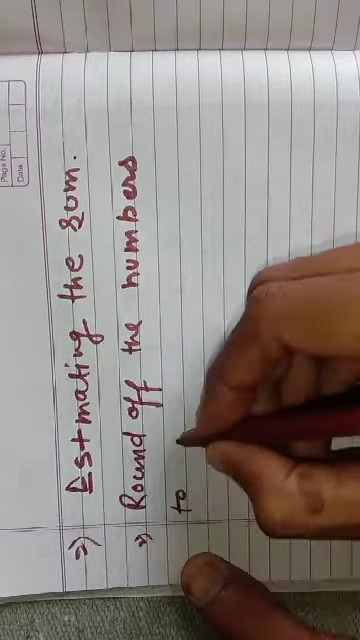 Page No.
Date
=) Estmating the sum.
=) Round off the numbers
to